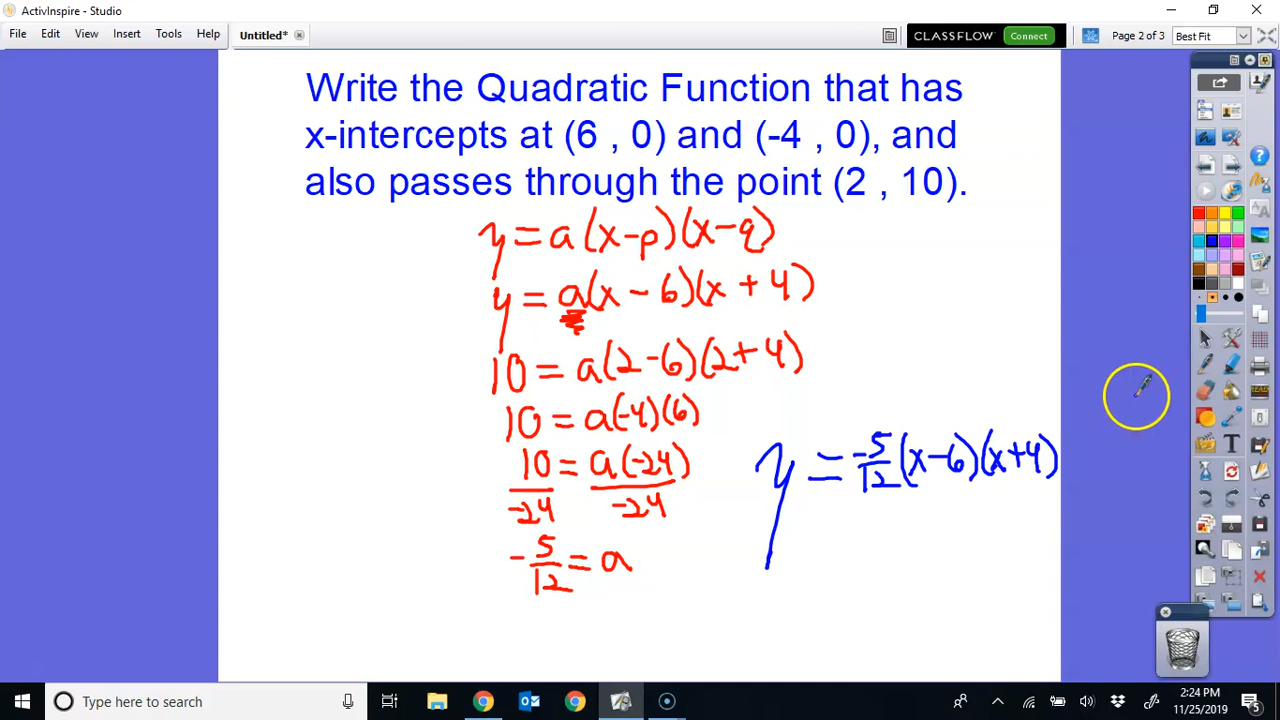 ActivInspire - Studio
File Edit View Insert Tools Help Untitled* CLASSFLOW Connect Page 2 of 3 Best Fit
Write the Quadratic Function that has
x-intercepts at (6 , 0) and (-4 , 0), and
also passes through the point (2 , 10).
y = a(x-p)(x-q)
y = a(x - 6)(x + 4)
10 = a(2-6)(2+4)
10 = a(-4)(6)
10/-24 = a(-24)/-24
-5/12 = a
y = -5/12(x-6)(x+4)
Type here to search
2:24 PM
11/25/2019
5